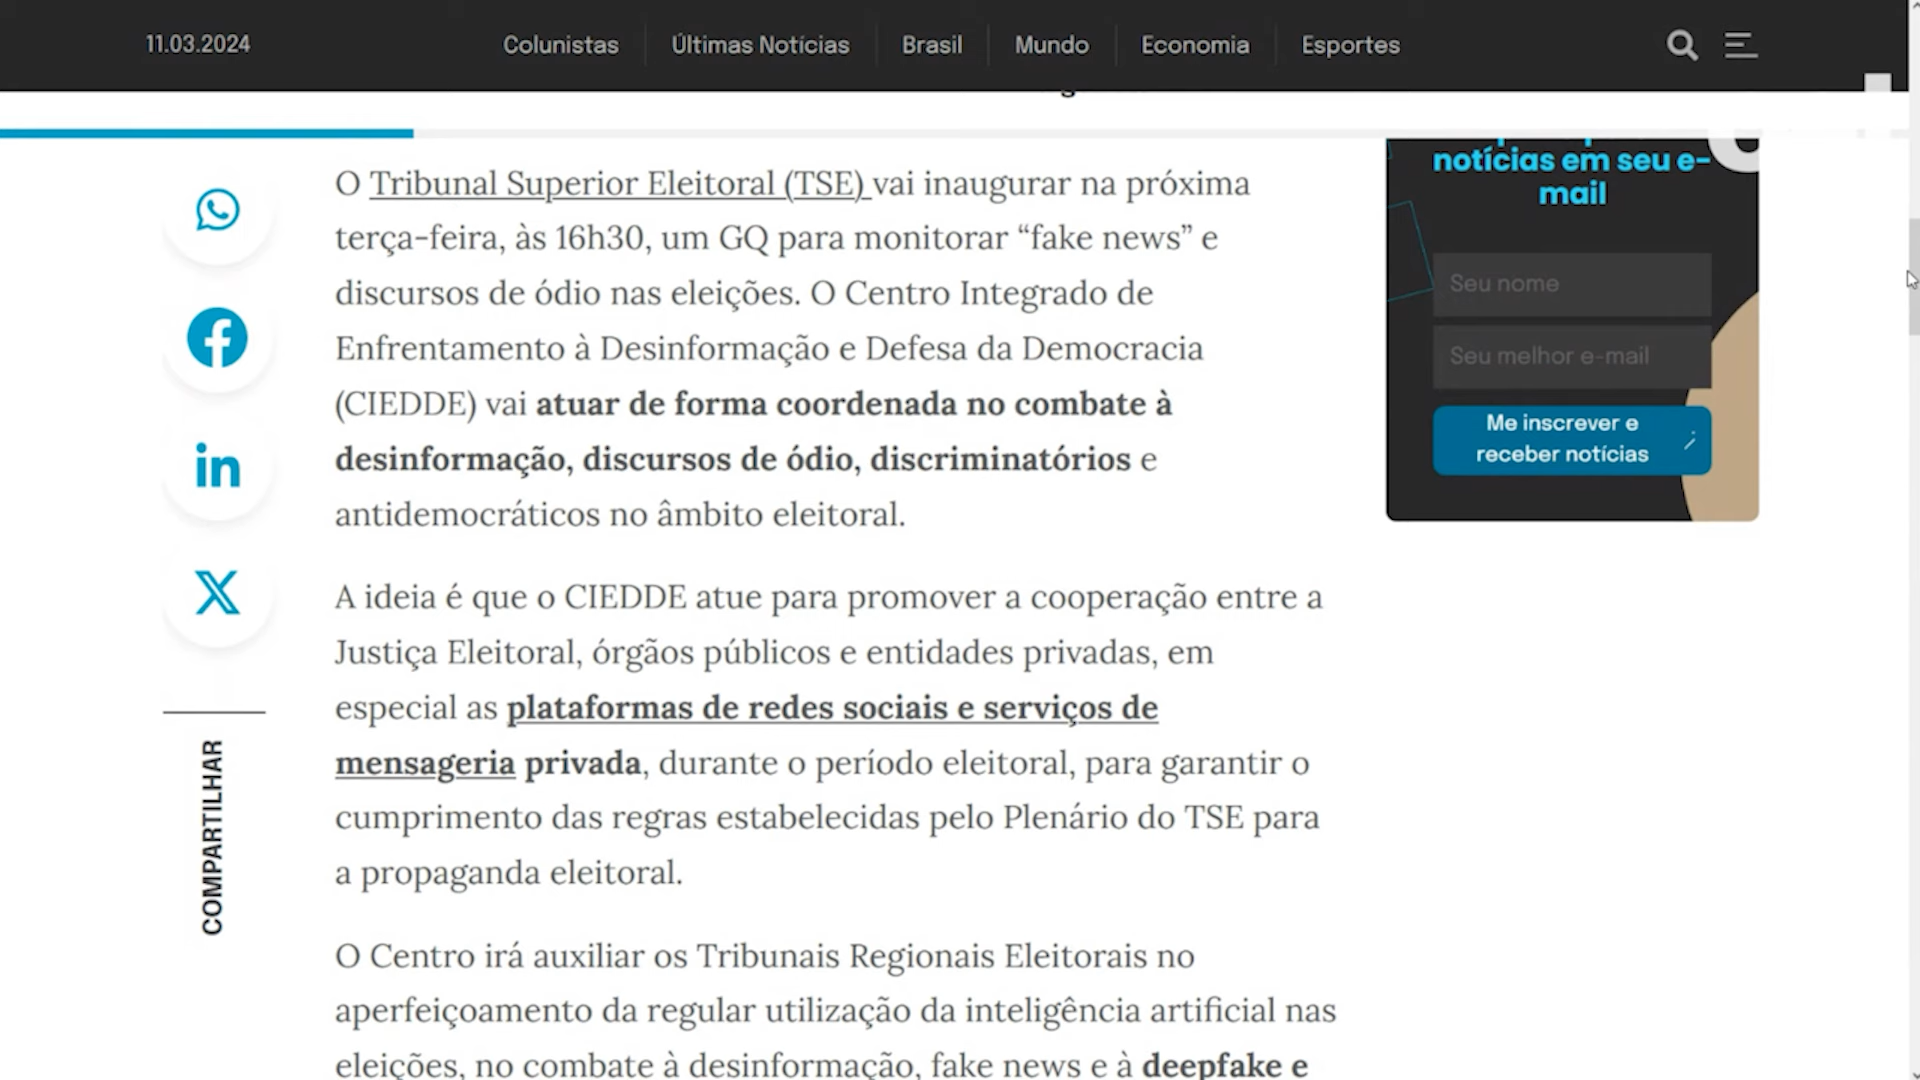 11.03.2024
Colunistas
Últimas Notícias
Brasil
Mundo
Economia
Esportes
O Tribunal Superior Eleitoral (TSE) vai inaugurar na próxima
terça-feira, às 16h30, um GQ para monitorar “fake news” e
discursos de ódio nas eleições. O Centro Integrado de
Enfrentamento à Desinformação e Defesa da Democracia
(CIEDDE) vai atuar de forma coordenada no combate à
desinformação, discursos de ódio, discriminatórios e
antidemocráticos no âmbito eleitoral.
A ideia é que o CIEDDE atue para promover a cooperação entre a
Justiça Eleitoral, órgãos públicos e entidades privadas, em
especial as plataformas de redes sociais e serviços de
mensageria privada, durante o período eleitoral, para garantir o
cumprimento das regras estabelecidas pelo Plenário do TSE para
a propaganda eleitoral.
O Centro irá auxiliar os Tribunais Regionais Eleitorais no
aperfeiçoamento da regular utilização da inteligência artificial nas
eleições, no combate à desinformação, fake news e à deepfake e
COMPARTILHAR
notícias em seu e-
mail
Seu nome
Seu melhor e-mail
Me inscrever e
receber notícias